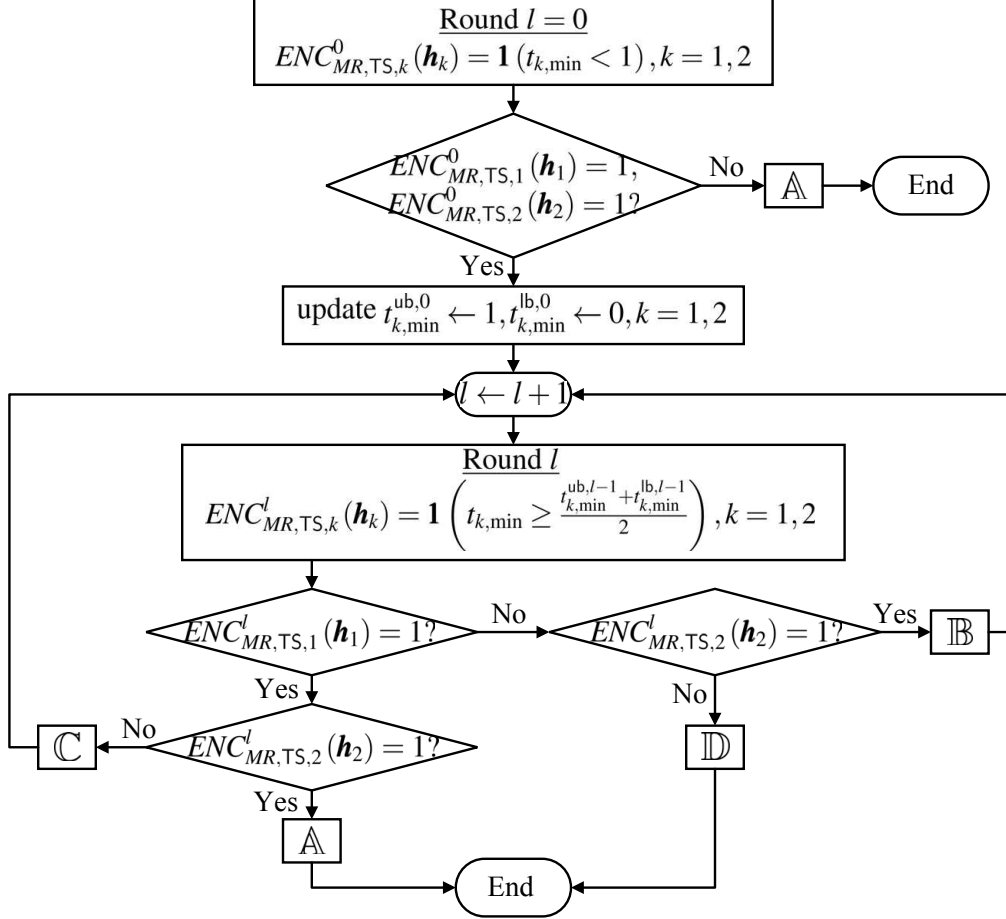 Round l = 0
ENC^0_{MR,TS,k}(h_k) = 1(t_{k,min} < 1), k = 1,2
ENC^0_{MR,TS,1}(h_1) = 1,
ENC^0_{MR,TS,2}(h_2) = 1?
No
𝔸
End
Yes
update t^{ub,0}_{k,min} ← 1, t^{lb,0}_{k,min} ← 0, k = 1,2
l ← l + 1
Round l
ENC^l_{MR,TS,k}(h_k) = 1(t_{k,min} ≥ \frac{t^{ub,l−1}_{k,min} + t^{lb,l−1}_{k,min}}{2}), k = 1,2
ENC^l_{MR,TS,1}(h_1) = 1?
No
ENC^l_{MR,TS,2}(h_2) = 1?
Yes
𝔹
Yes
No
ℂ
No
ENC^l_{MR,TS,2}(h_2) = 1?
𝔻
Yes
𝔸
End